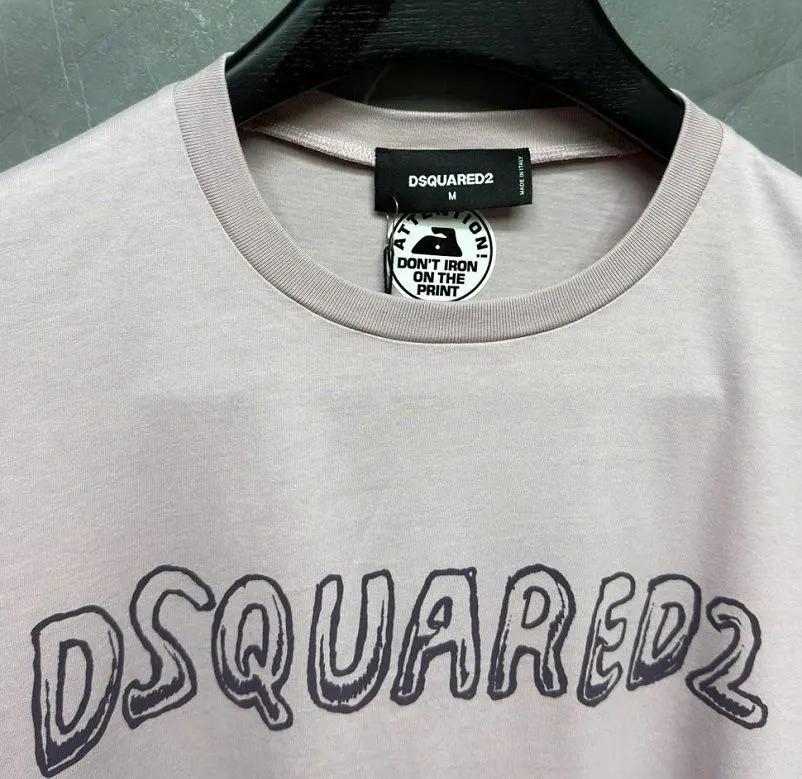 DSQUARED2
M
MADE IN ITALY
ATTENTION!
DON'T IRON
ON THE
PRINT
DSQUARED2